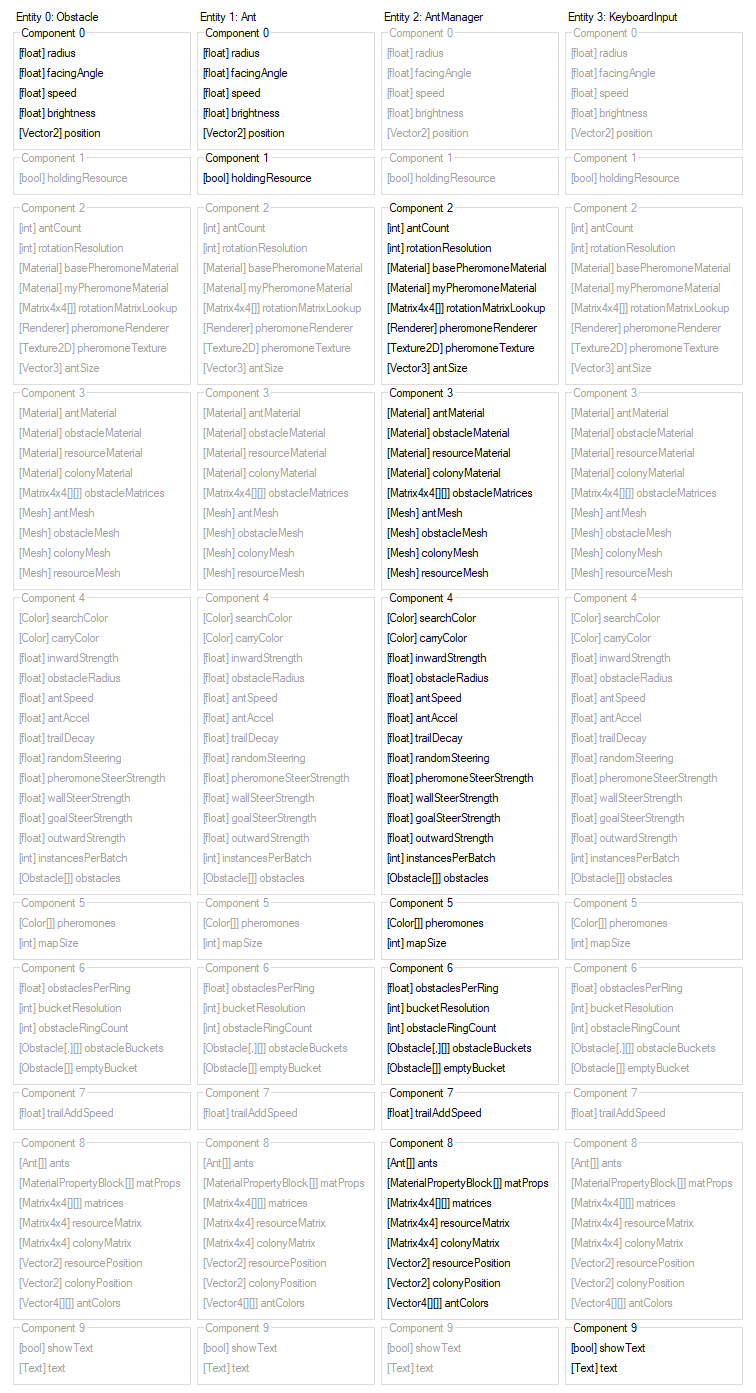 Entity 0: Obstacle
Component 0
[float] radius
[float] facingAngle
[float] speed
[float] brightness
[Vector2] position
Component 1
[bool] holdingResource
Component 2
[int] antCount
[int] rotationResolution
[Material] basePheromoneMaterial
[Material] myPheromoneMaterial
[Matrix4x4[]] rotationMatrixLookup
[Renderer] pheromoneRenderer
[Texture2D] pheromoneTexture
[Vector3] antSize
Component 3
[Material] antMaterial
[Material] obstacleMaterial
[Material] resourceMaterial
[Material] colonyMaterial
[Matrix4x4[][]] obstacleMatrices
[Mesh] antMesh
[Mesh] obstacleMesh
[Mesh] colonyMesh
[Mesh] resourceMesh
Component 4
[Color] searchColor
[Color] carryColor
[float] inwardStrength
[float] obstacleRadius
[float] antSpeed
[float] antAccel
[float] trailDecay
[float] randomSteering
[float] pheromoneSteerStrength
[float] wallSteerStrength
[float] goalSteerStrength
[float] outwardStrength
[int] instancesPerBatch
[Obstacle[]] obstacles
Component 5
[Color[]] pheromones
[int] mapSize
Component 6
[float] obstaclesPerRing
[int] bucketResolution
[int] obstacleRingCount
[Obstacle[,][]] obstacleBuckets
[Obstacle[]] emptyBucket
Component 7
[float] trailAddSpeed
Component 8
[Ant[]] ants
[MaterialPropertyBlock[]] matProps
[Matrix4x4[][]] matrices
[Matrix4x4] resourceMatrix
[Matrix4x4] colonyMatrix
[Vector2] resourcePosition
[Vector2] colonyPosition
[Vector4[][]] antColors
Component 9
[bool] showText
[Text] text
Entity 1: Ant
Component 0
[float] radius
[float] facingAngle
[float] speed
[float] brightness
[Vector2] position
Component 1
[bool] holdingResource
Component 2
[int] antCount
[int] rotationResolution
[Material] basePheromoneMaterial
[Material] myPheromoneMaterial
[Matrix4x4[]] rotationMatrixLookup
[Renderer] pheromoneRenderer
[Texture2D] pheromoneTexture
[Vector3] antSize
Component 3
[Material] antMaterial
[Material] obstacleMaterial
[Material] resourceMaterial
[Material] colonyMaterial
[Matrix4x4[][]] obstacleMatrices
[Mesh] antMesh
[Mesh] obstacleMesh
[Mesh] colonyMesh
[Mesh] resourceMesh
Component 4
[Color] searchColor
[Color] carryColor
[float] inwardStrength
[float] obstacleRadius
[float] antSpeed
[float] antAccel
[float] trailDecay
[float] randomSteering
[float] pheromoneSteerStrength
[float] wallSteerStrength
[float] goalSteerStrength
[float] outwardStrength
[int] instancesPerBatch
[Obstacle[]] obstacles
Component 5
[Color[]] pheromones
[int] mapSize
Component 6
[float] obstaclesPerRing
[int] bucketResolution
[int] obstacleRingCount
[Obstacle[,][]] obstacleBuckets
[Obstacle[]] emptyBucket
Component 7
[float] trailAddSpeed
Component 8
[Ant[]] ants
[MaterialPropertyBlock[]] matProps
[Matrix4x4[][]] matrices
[Matrix4x4] resourceMatrix
[Matrix4x4] colonyMatrix
[Vector2] resourcePosition
[Vector2] colonyPosition
[Vector4[][]] antColors
Component 9
[bool] showText
[Text] text
Entity 2: AntManager
Component 0
[float] radius
[float] facingAngle
[float] speed
[float] brightness
[Vector2] position
Component 1
[bool] holdingResource
Component 2
[int] antCount
[int] rotationResolution
[Material] basePheromoneMaterial
[Material] myPheromoneMaterial
[Matrix4x4[]] rotationMatrixLookup
[Renderer] pheromoneRenderer
[Texture2D] pheromoneTexture
[Vector3] antSize
Component 3
[Material] antMaterial
[Material] obstacleMaterial
[Material] resourceMaterial
[Material] colonyMaterial
[Matrix4x4[][]] obstacleMatrices
[Mesh] antMesh
[Mesh] obstacleMesh
[Mesh] colonyMesh
[Mesh] resourceMesh
Component 4
[Color] searchColor
[Color] carryColor
[float] inwardStrength
[float] obstacleRadius
[float] antSpeed
[float] antAccel
[float] trailDecay
[float] randomSteering
[float] pheromoneSteerStrength
[float] wallSteerStrength
[float] goalSteerStrength
[float] outwardStrength
[int] instancesPerBatch
[Obstacle[]] obstacles
Component 5
[Color[]] pheromones
[int] mapSize
Component 6
[float] obstaclesPerRing
[int] bucketResolution
[int] obstacleRingCount
[Obstacle[,][]] obstacleBuckets
[Obstacle[]] emptyBucket
Component 7
[float] trailAddSpeed
Component 8
[Ant[]] ants
[MaterialPropertyBlock[]] matProps
[Matrix4x4[][]] matrices
[Matrix4x4] resourceMatrix
[Matrix4x4] colonyMatrix
[Vector2] resourcePosition
[Vector2] colonyPosition
[Vector4[][]] antColors
Component 9
[bool] showText
[Text] text
Entity 3: KeyboardInput
Component 0
[float] radius
[float] facingAngle
[float] speed
[float] brightness
[Vector2] position
Component 1
[bool] holdingResource
Component 2
[int] antCount
[int] rotationResolution
[Material] basePheromoneMaterial
[Material] myPheromoneMaterial
[Matrix4x4[]] rotationMatrixLookup
[Renderer] pheromoneRenderer
[Texture2D] pheromoneTexture
[Vector3] antSize
Component 3
[Material] antMaterial
[Material] obstacleMaterial
[Material] resourceMaterial
[Material] colonyMaterial
[Matrix4x4[][]] obstacleMatrices
[Mesh] antMesh
[Mesh] obstacleMesh
[Mesh] colonyMesh
[Mesh] resourceMesh
Component 4
[Color] searchColor
[Color] carryColor
[float] inwardStrength
[float] obstacleRadius
[float] antSpeed
[float] antAccel
[float] trailDecay
[float] randomSteering
[float] pheromoneSteerStrength
[float] wallSteerStrength
[float] goalSteerStrength
[float] outwardStrength
[int] instancesPerBatch
[Obstacle[]] obstacles
Component 5
[Color[]] pheromones
[int] mapSize
Component 6
[float] obstaclesPerRing
[int] bucketResolution
[int] obstacleRingCount
[Obstacle[,][]] obstacleBuckets
[Obstacle[]] emptyBucket
Component 7
[float] trailAddSpeed
Component 8
[Ant[]] ants
[MaterialPropertyBlock[]] matProps
[Matrix4x4[][]] matrices
[Matrix4x4] resourceMatrix
[Matrix4x4] colonyMatrix
[Vector2] resourcePosition
[Vector2] colonyPosition
[Vector4[][]] antColors
Component 9
[bool] showText
[Text] text